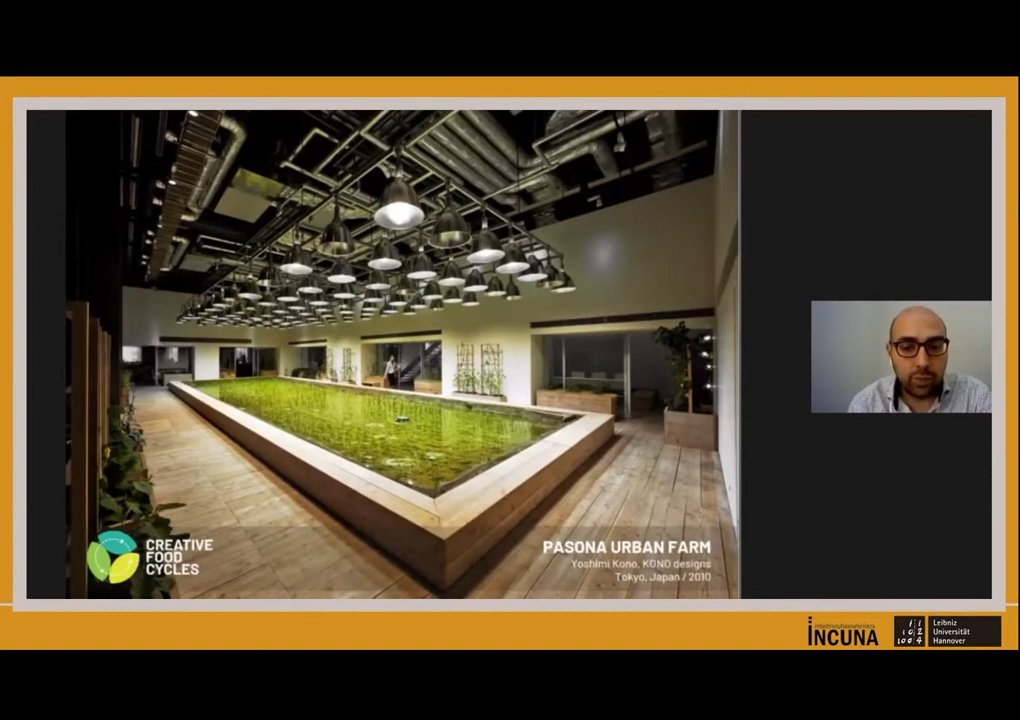 CREATIVE
FOOD
CYCLES
PASONA URBAN FARM
Yoshimi Kono, KONO designs
Tokyo, Japan / 2010
INCUNA
Leibniz
Universität
Hannover